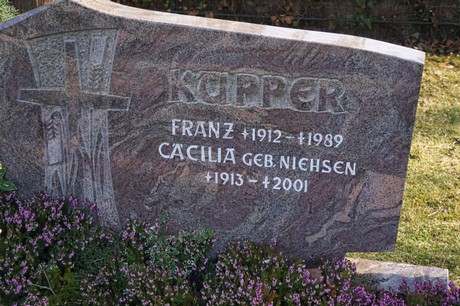 KÜPPER
FRANZ *1912 – †1989
CÄCILIA GEB. NIEHSEN
*1913 – †2001